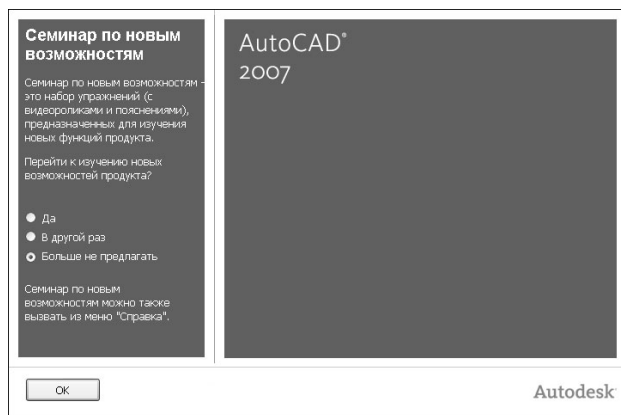 Семинар по новым
возможностям
Семинар по новым возможностям -
это набор упражнений (с
видеороликами и пояснениями),
предназначенных для изучения
новых функций продукта.
Перейти к изучению новых
возможностей продукта?
Да
В другой раз
Больше не предлагать
Семинар по новым
возможностям можно также
вызвать из меню "Справка".
AutoCAD®
2007
OK
Autodesk